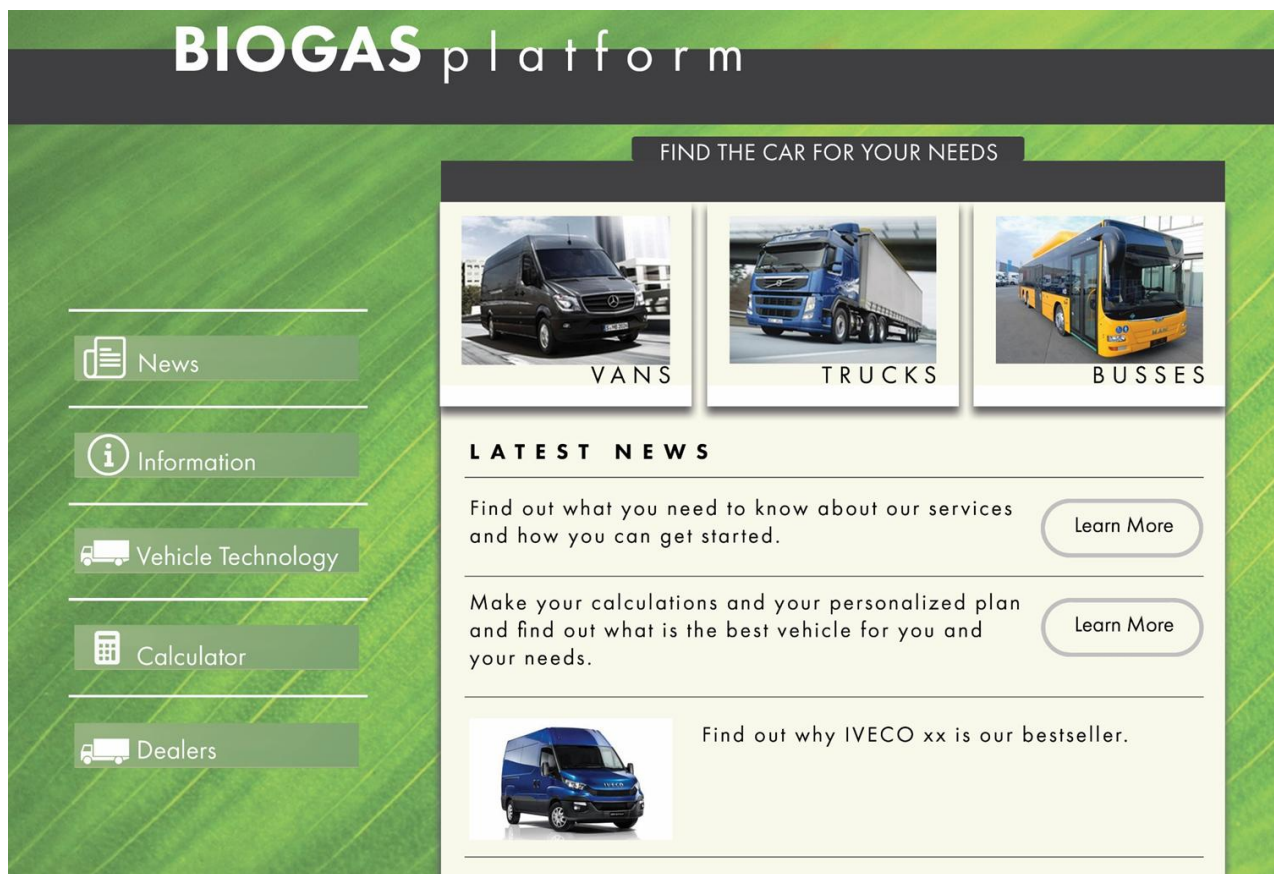 BIOGAS platform
FIND THE CAR FOR YOUR NEEDS
VANS
TRUCKS
BUSSES
News
Information
Vehicle Technology
Calculator
Dealers
LATEST NEWS
Find out what you need to know about our services
and how you can get started.
Learn More
Make your calculations and your personalized plan
and find out what is the best vehicle for you and
your needs.
Learn More
IVECO
Find out why IVECO xx is our bestseller.